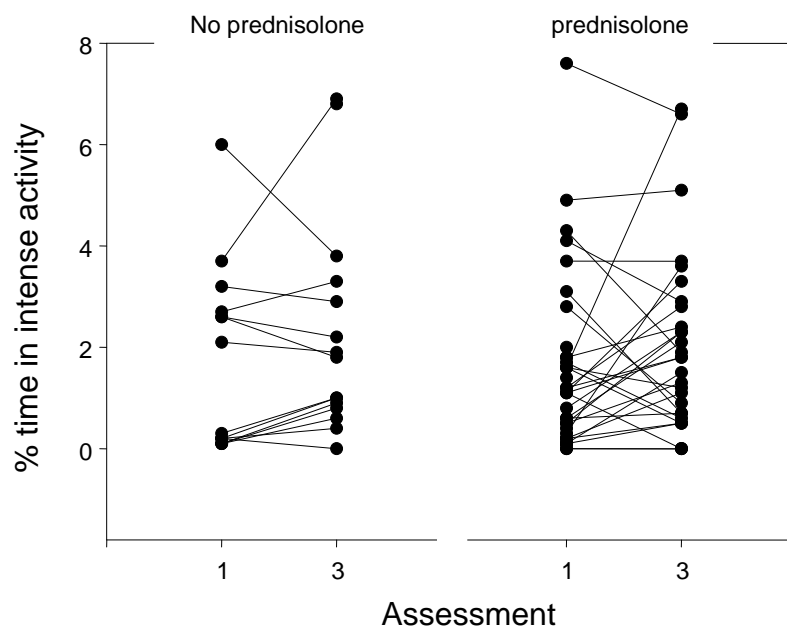 No prednisolone
prednisolone
8
6
4
2
0
% time in intense activity
1
3
1
3
Assessment